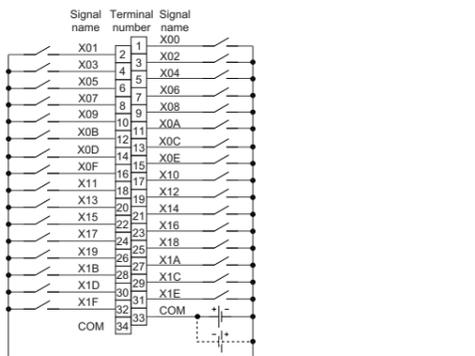 Signal Terminal Signal
name number name
X00
1
X01
2
X02
3
X03
4
X04
5
X05
6
X06
7
X07
8
X08
9
X09
10
X0A
11
X0B
12
X0C
13
X0D
14
X0E
15
X0F
16
X10
17
X11
18
X12
19
X13
20
X14
21
X15
22
X16
23
X17
24
X18
25
X19
26
X1A
27
X1B
28
X1C
29
X1D
30
X1E
31
X1F
32
COM
33
+ −
COM
34
− +